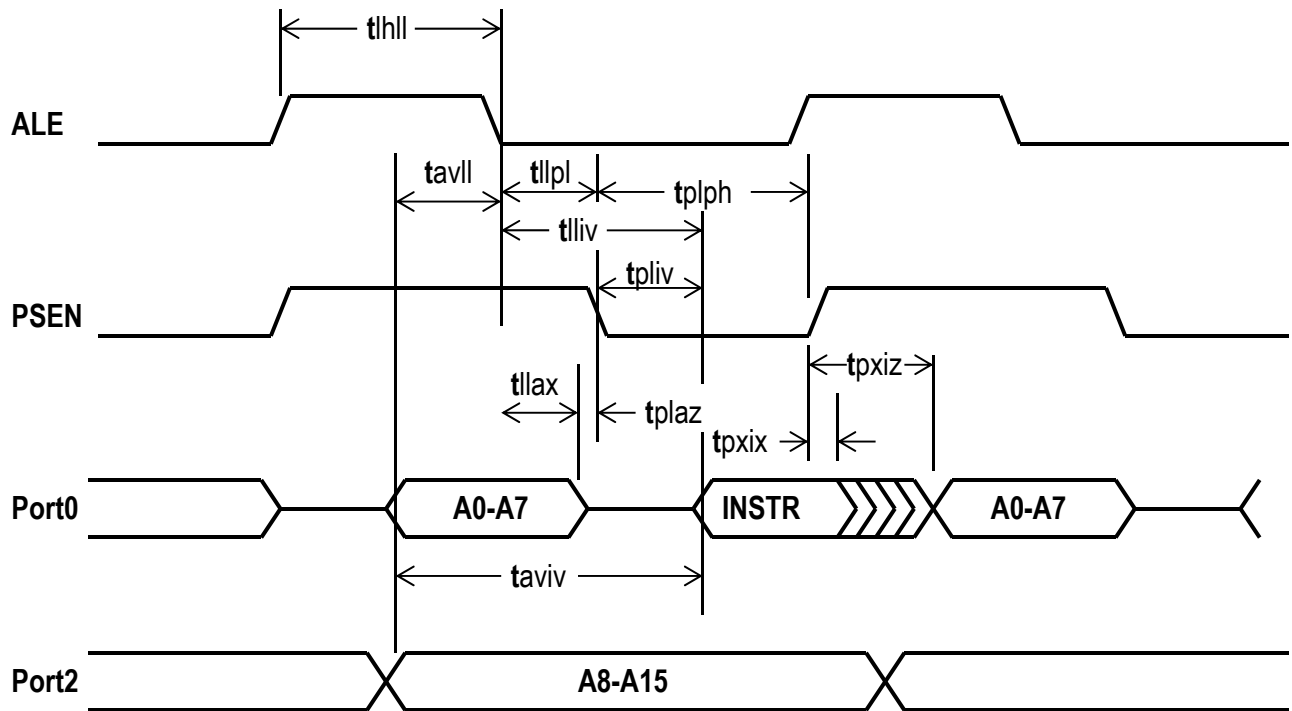 tlhll
ALE
tavll
tllpl
tplph
tlliv
tpliv
PSEN
tllax
tplaz
tpxiz
tpxix
Port0
A0-A7
INSTR
A0-A7
taviv
Port2
A8-A15